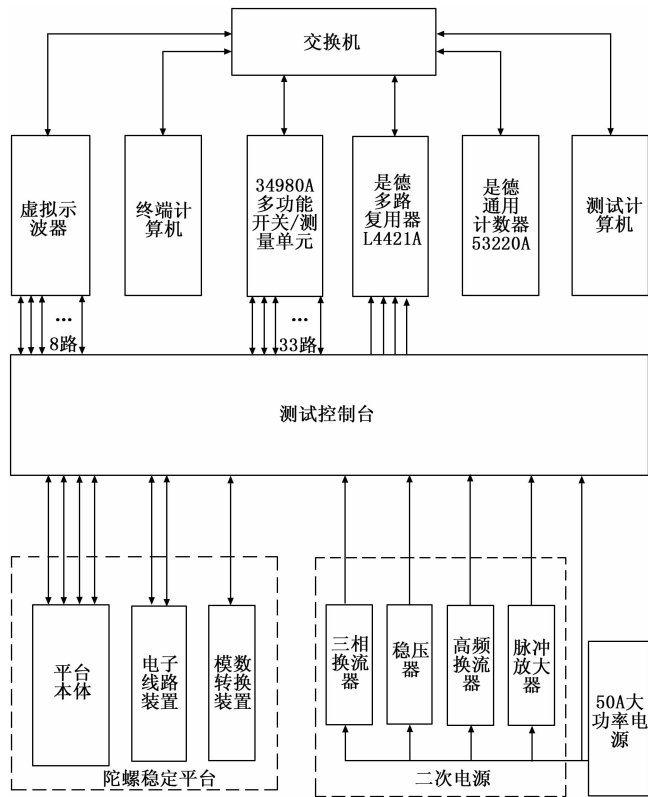 交换机
虚拟示
波器
终端计
算机
34980A
多功能
开关/测
量单元
是德
多路
复用器
L4421A
是德
通用
计数器
53220A
测试计
算机
...
8路
...
33路
测试控制台
平台
本体
电子
线路
装置
模数
转换
装置
陀螺稳定平台
三相
换流
器
稳压
器
高频
换流
器
脉冲
放大
器
二次电源
50A大
功率电
源